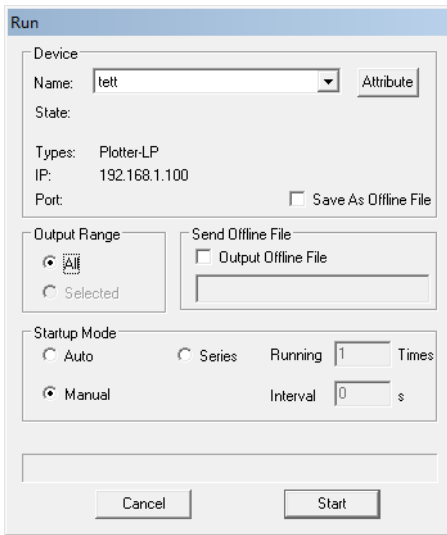 Run
Device
Name: tett Attribute
State:
Types: Plotter-LP
IP: 192.168.1.100
Port: Save As Offline File
Output Range Send Offline File
All Output Offline File
Selected
Startup Mode
Auto Series Running 1 Times
Manual Interval 0 s
Cancel Start